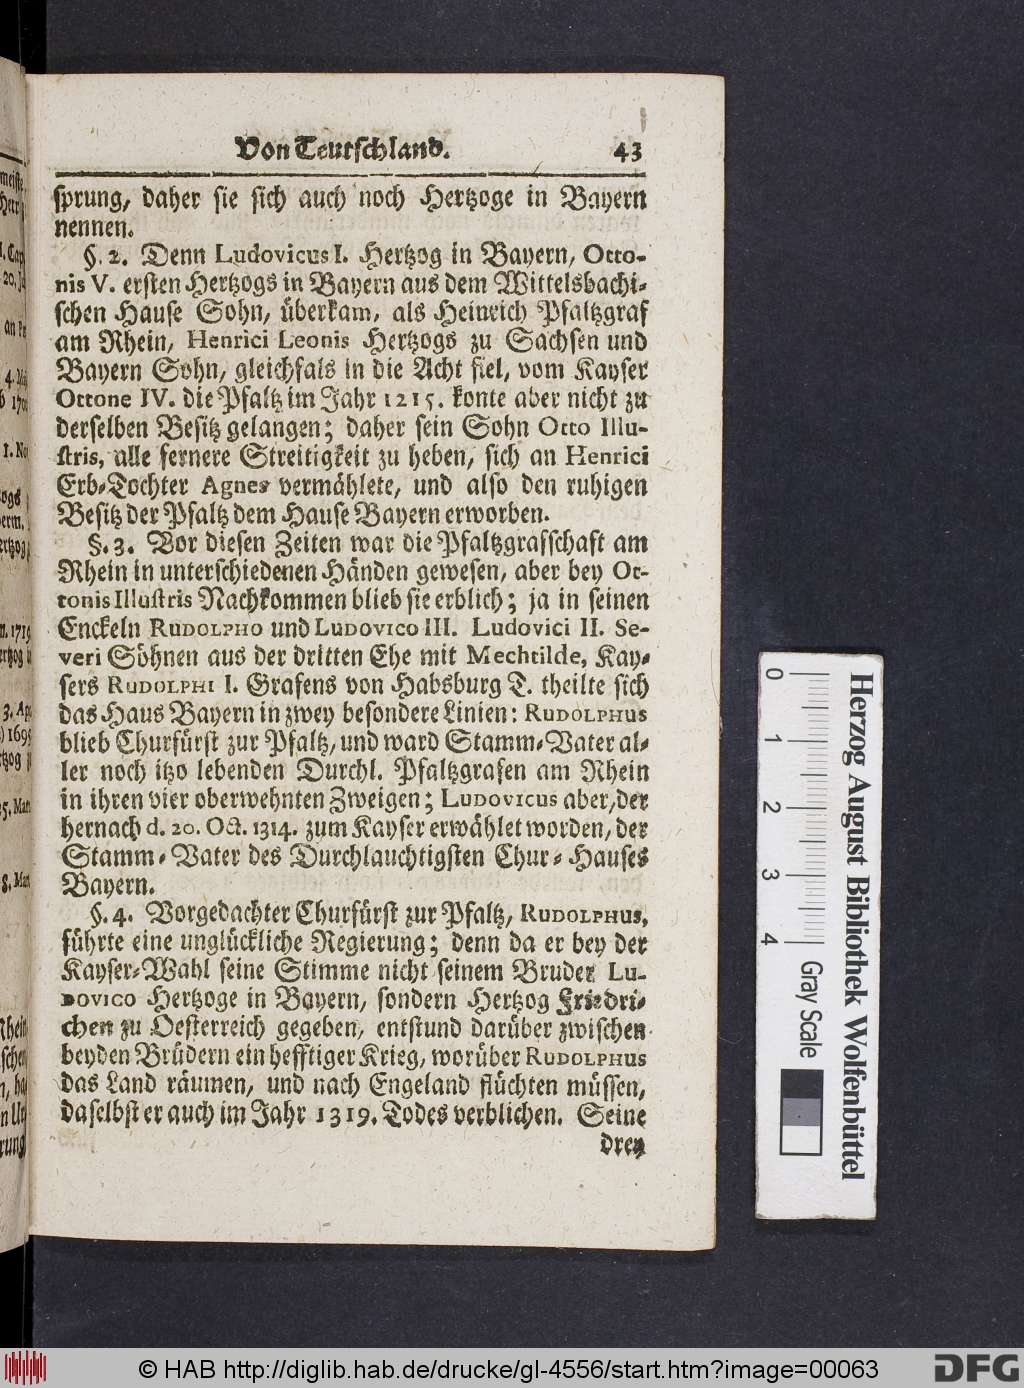 Von Teutschland. 43
sprung, daher sie sich auch noch Hertzoge in Bayern
nennen.
§. 2. Denn Ludovicus I. Hertzog in Bayern, Otto-
nis V. ersten Hertzogs in Bayern aus dem Wittelsbachi-
schen Hause Sohn, überkam, als Heinrich Pfaltzgraf
am Rhein, Henrici Leonis Hertzogs zu Sachsen und
Bayern Sohn, gleichfals in die Acht fiel, vom Kayser
Ottone IV. die Pfaltz im Jahr 1215. konte aber nicht zu
derselben Besitz gelangen; daher sein Sohn Otto Illu-
stris, alle fernere Streitigkeit zu heben, sich an Henrici
Erb-Tochter Agnes vermählete, und also den ruhigen
Besitz der Pfaltz dem Hause Bayern erworben.
§. 3. Vor diesen Zeiten war die Pfaltzgrafschaft am
Rhein in unterschiedenen Händen gewesen, aber bey Ot-
tonis Illustris Nachkommen blieb sie erblich; ja in seinen
Enckeln RUDOLPHO und LUDOVICO III. Ludovici II. Se-
veri Söhnen aus der dritten Ehe mit Mechtilde, Kay-
sers RUDOLPHI I. Grafens von Habsburg T. theilte sich
das Haus Bayern in zwey besondere Linien: RUDOLPHUS
blieb Churfürst zur Pfaltz, und ward Stamm-Vater al-
ler noch itzo lebenden Durchl. Pfaltzgrafen am Rhein
in ihren vier oberwehnten Zweigen; LUDOVICUS aber, der
hernach d. 20. Oct. 1314. zum Kayser erwählet worden, der
Stamm-Vater des Durchlauchtigsten Chur-Hauses
Bayern.
§. 4. Vorgedachter Churfürst zur Pfaltz, RUDOLPHUS,
führte eine unglückliche Regierung; denn da er bey der
Kayser-Wahl seine Stimme nicht seinem Bruder LU-
DOVICO Hertzoge in Bayern, sondern Hertzog Friedri-
chen zu Oesterreich gegeben, entstund darüber zwischen
beyden Brüdern ein hefftiger Krieg, worüber RUDOLPHUS
das Land räumen, und nach Engeland flüchten müssen,
daselbst er auch im Jahr 1319. Todes verblichen. Seine
drey
0 1 2 3 4
Gray Scale
Herzog August Bibliothek Wolfenbüttel
© HAB http://diglib.hab.de/drucke/gl-4556/start.htm?image=00063
DFG